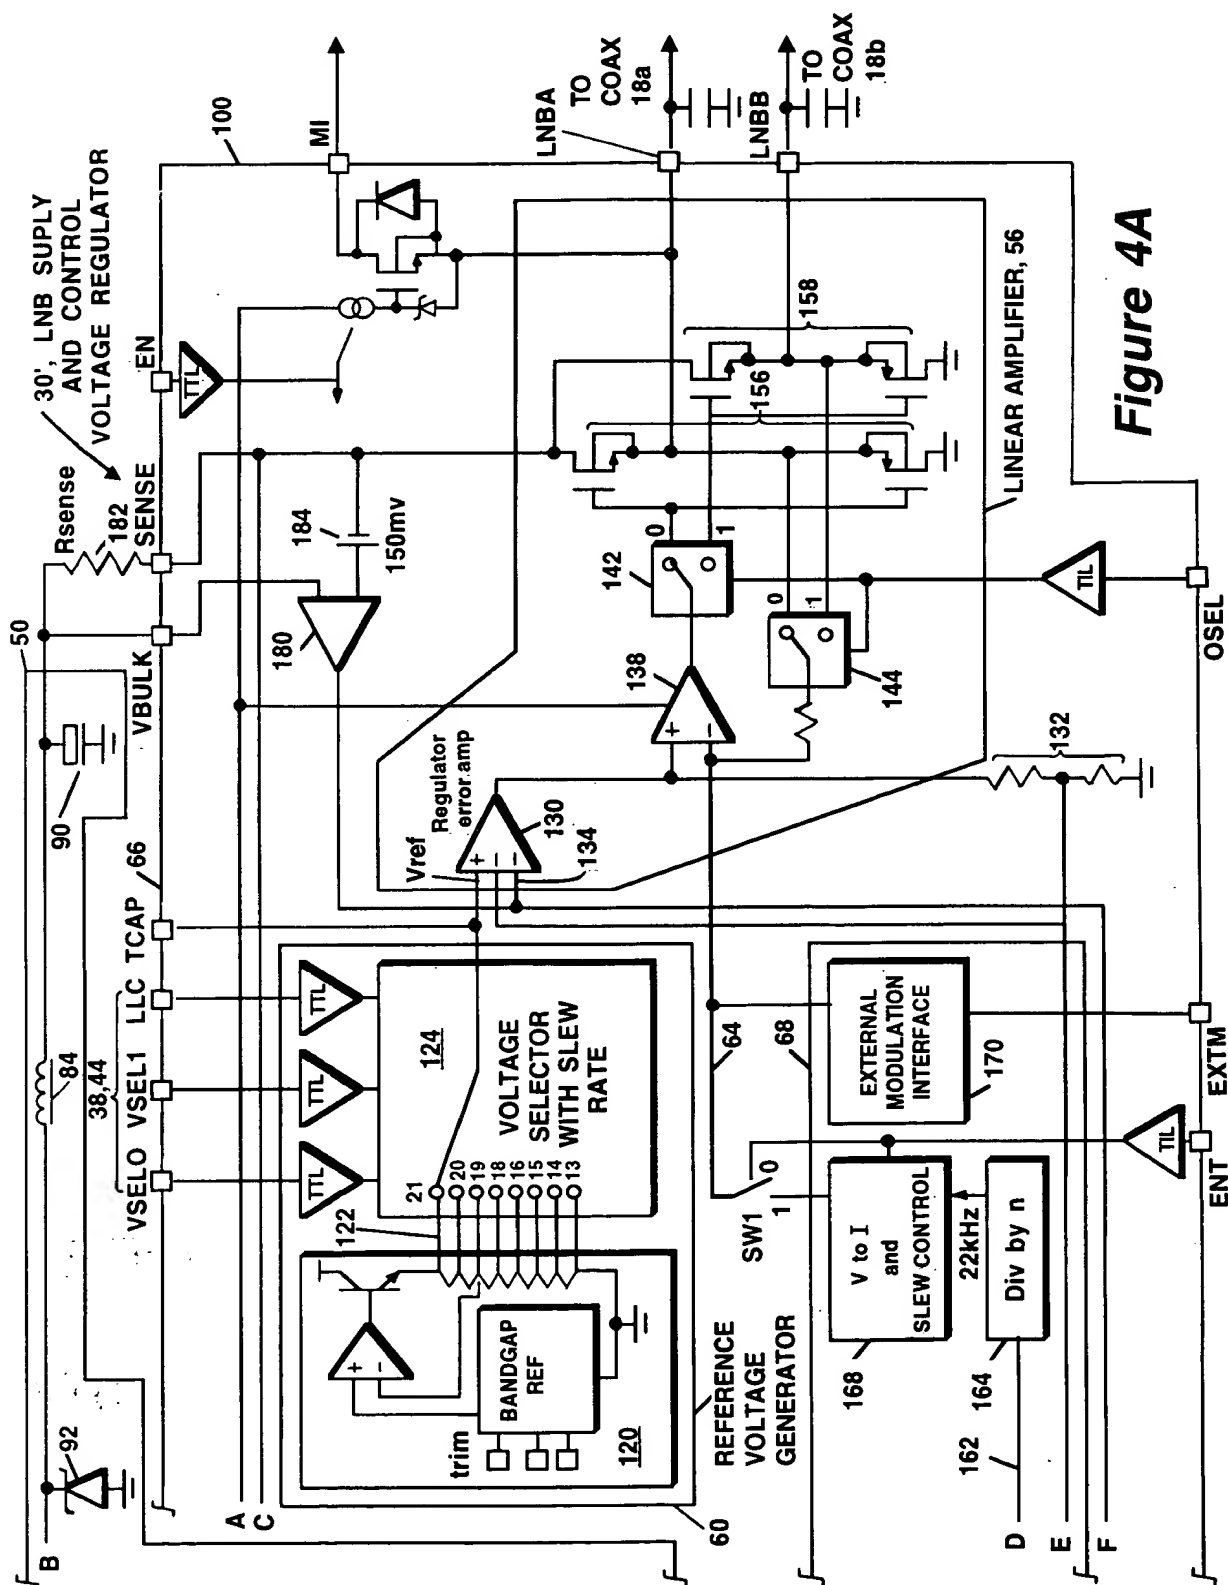 30', LNB SUPPLY
AND CONTROL
VOLTAGE REGULATOR
100
MI
EN
TTL
Rsense
182
SENSE
50
VBULK
90
66
TCAP
LLC
VSEL1
VSELO
38,44
84
92
B
A
C
184
150mv
180
LNBA
TO
COAX
18a
LNBB
TO
COAX
18b
TTL
TTL
TTL
124
VOLTAGE
SELECTOR
WITH SLEW
RATE
122
21
20
19
18
16
15
14
13
BANDGAP
REF
trim
120
60
REFERENCE
VOLTAGE
GENERATOR
Vref
Regulator
error.amp
+
−
−
130
134
138
+
−
142
0
1
144
0
1
156
158
132
LINEAR AMPLIFIER, 56
64
68
EXTERNAL
MODULATION
INTERFACE
170
SW1
0
1
V to I
and
SLEW CONTROL
168
22kHz
Div by n
164
162
D
E
F
TIL
ENT
EXTM
TIL
OSEL
+
−
Figure 4A